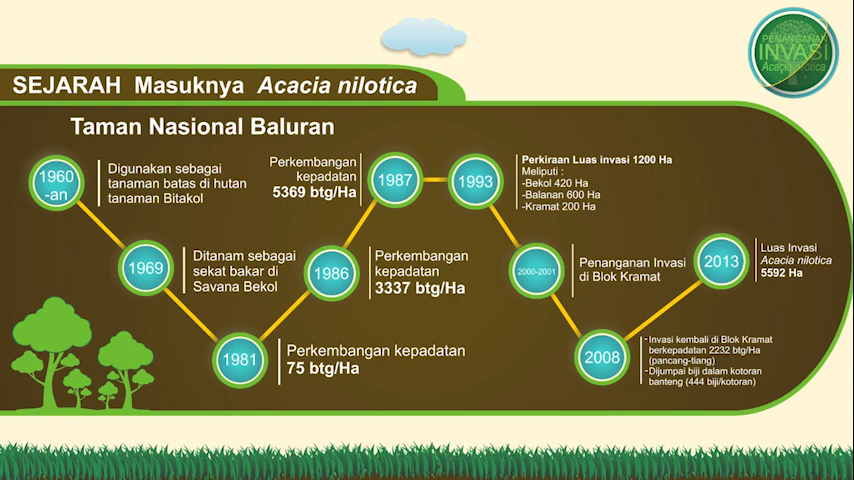 PENANGANAN
INVASI
Acacia nilotica
SEJARAH Masuknya Acacia nilotica
Taman Nasional Baluran
1960
-an
Digunakan sebagai
tanaman batas di hutan
tanaman Bitakol
1969
Ditanam sebagai
sekat bakar di
Savana Bekol
1981
Perkembangan kepadatan
75 btg/Ha
1986
Perkembangan
kepadatan
3337 btg/Ha
Perkembangan
kepadatan
5369 btg/Ha
1987
1993
Perkiraan Luas invasi 1200 Ha
Meliputi :
-Bekol 420 Ha
-Balanan 600 Ha
-Kramat 200 Ha
2000-2001
Penanganan Invasi
di Blok Kramat
2008
-Invasi kembali di Blok Kramat
berkepadatan 2232 btg/Ha
(pancang-tiang)
-Dijumpai biji dalam kotoran
banteng (444 biji/kotoran)
2013
Luas Invasi
Acacia nilotica
5592 Ha